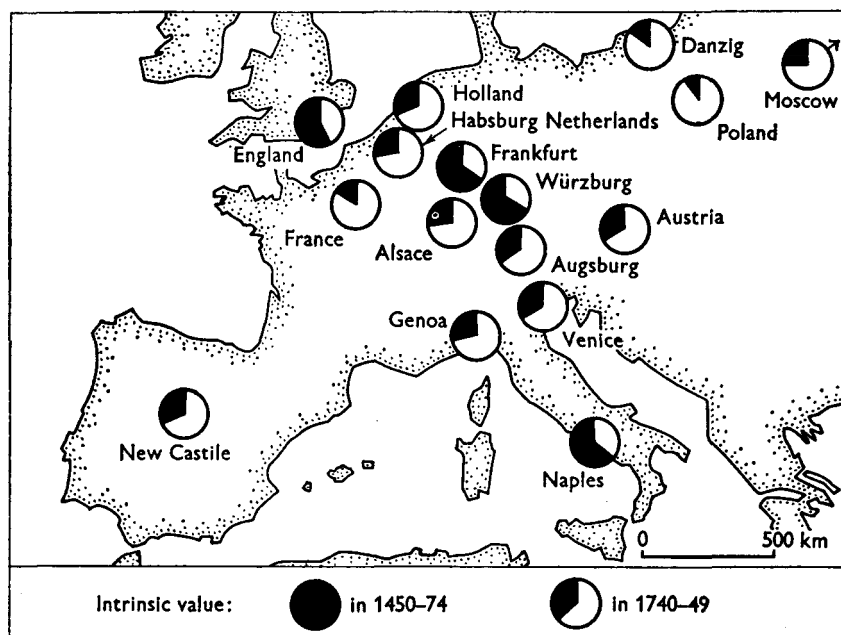 Danzig
Moscow
Holland
Poland
Habsburg Netherlands
England
Frankfurt
Würzburg
France
Alsace
Austria
Augsburg
Genoa
Venice
New Castile
Naples
0 500 km
Intrinsic value: in 1450–74 in 1740–49